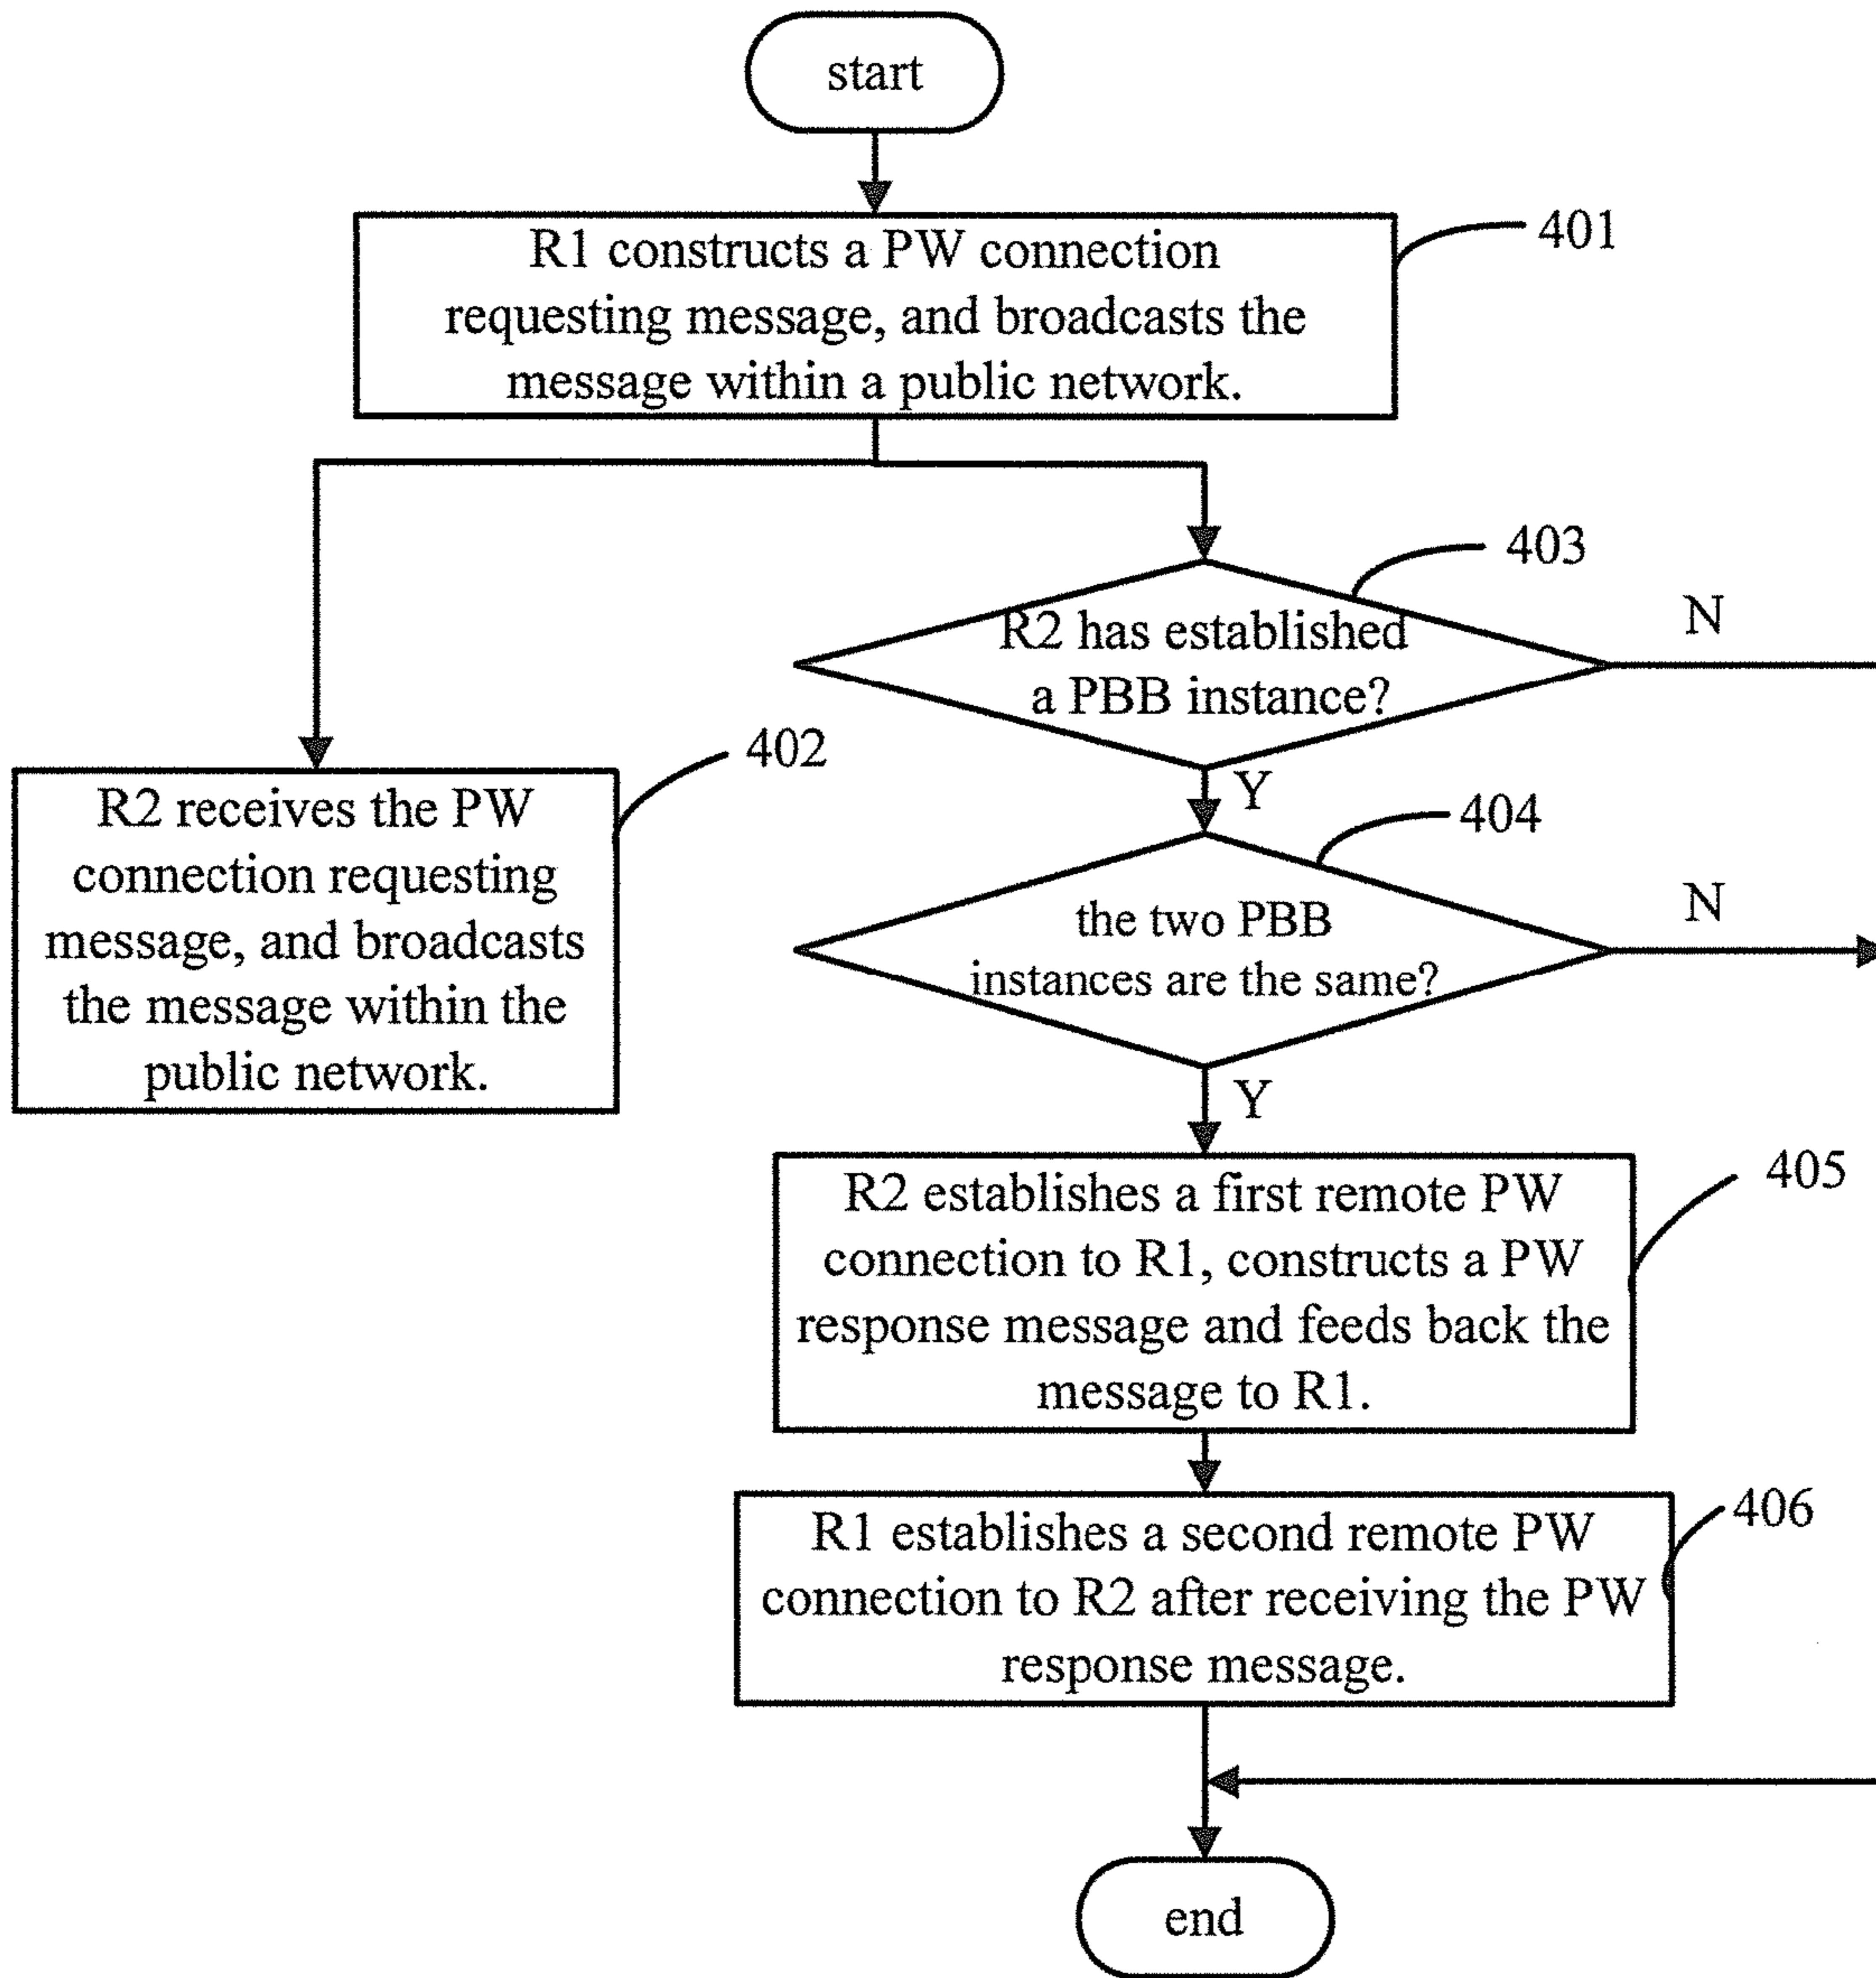 start
R1 constructs a PW connection
requesting message, and broadcasts the
message within a public network.
401
403
R2 has established
a PBB instance?
N
Y
402
R2 receives the PW
connection requesting
message, and broadcasts
the message within the
public network.
404
the two PBB
instances are the same?
N
Y
405
R2 establishes a first remote PW
connection to R1, constructs a PW
response message and feeds back the
message to R1.
406
R1 establishes a second remote PW
connection to R2 after receiving the PW
response message.
end